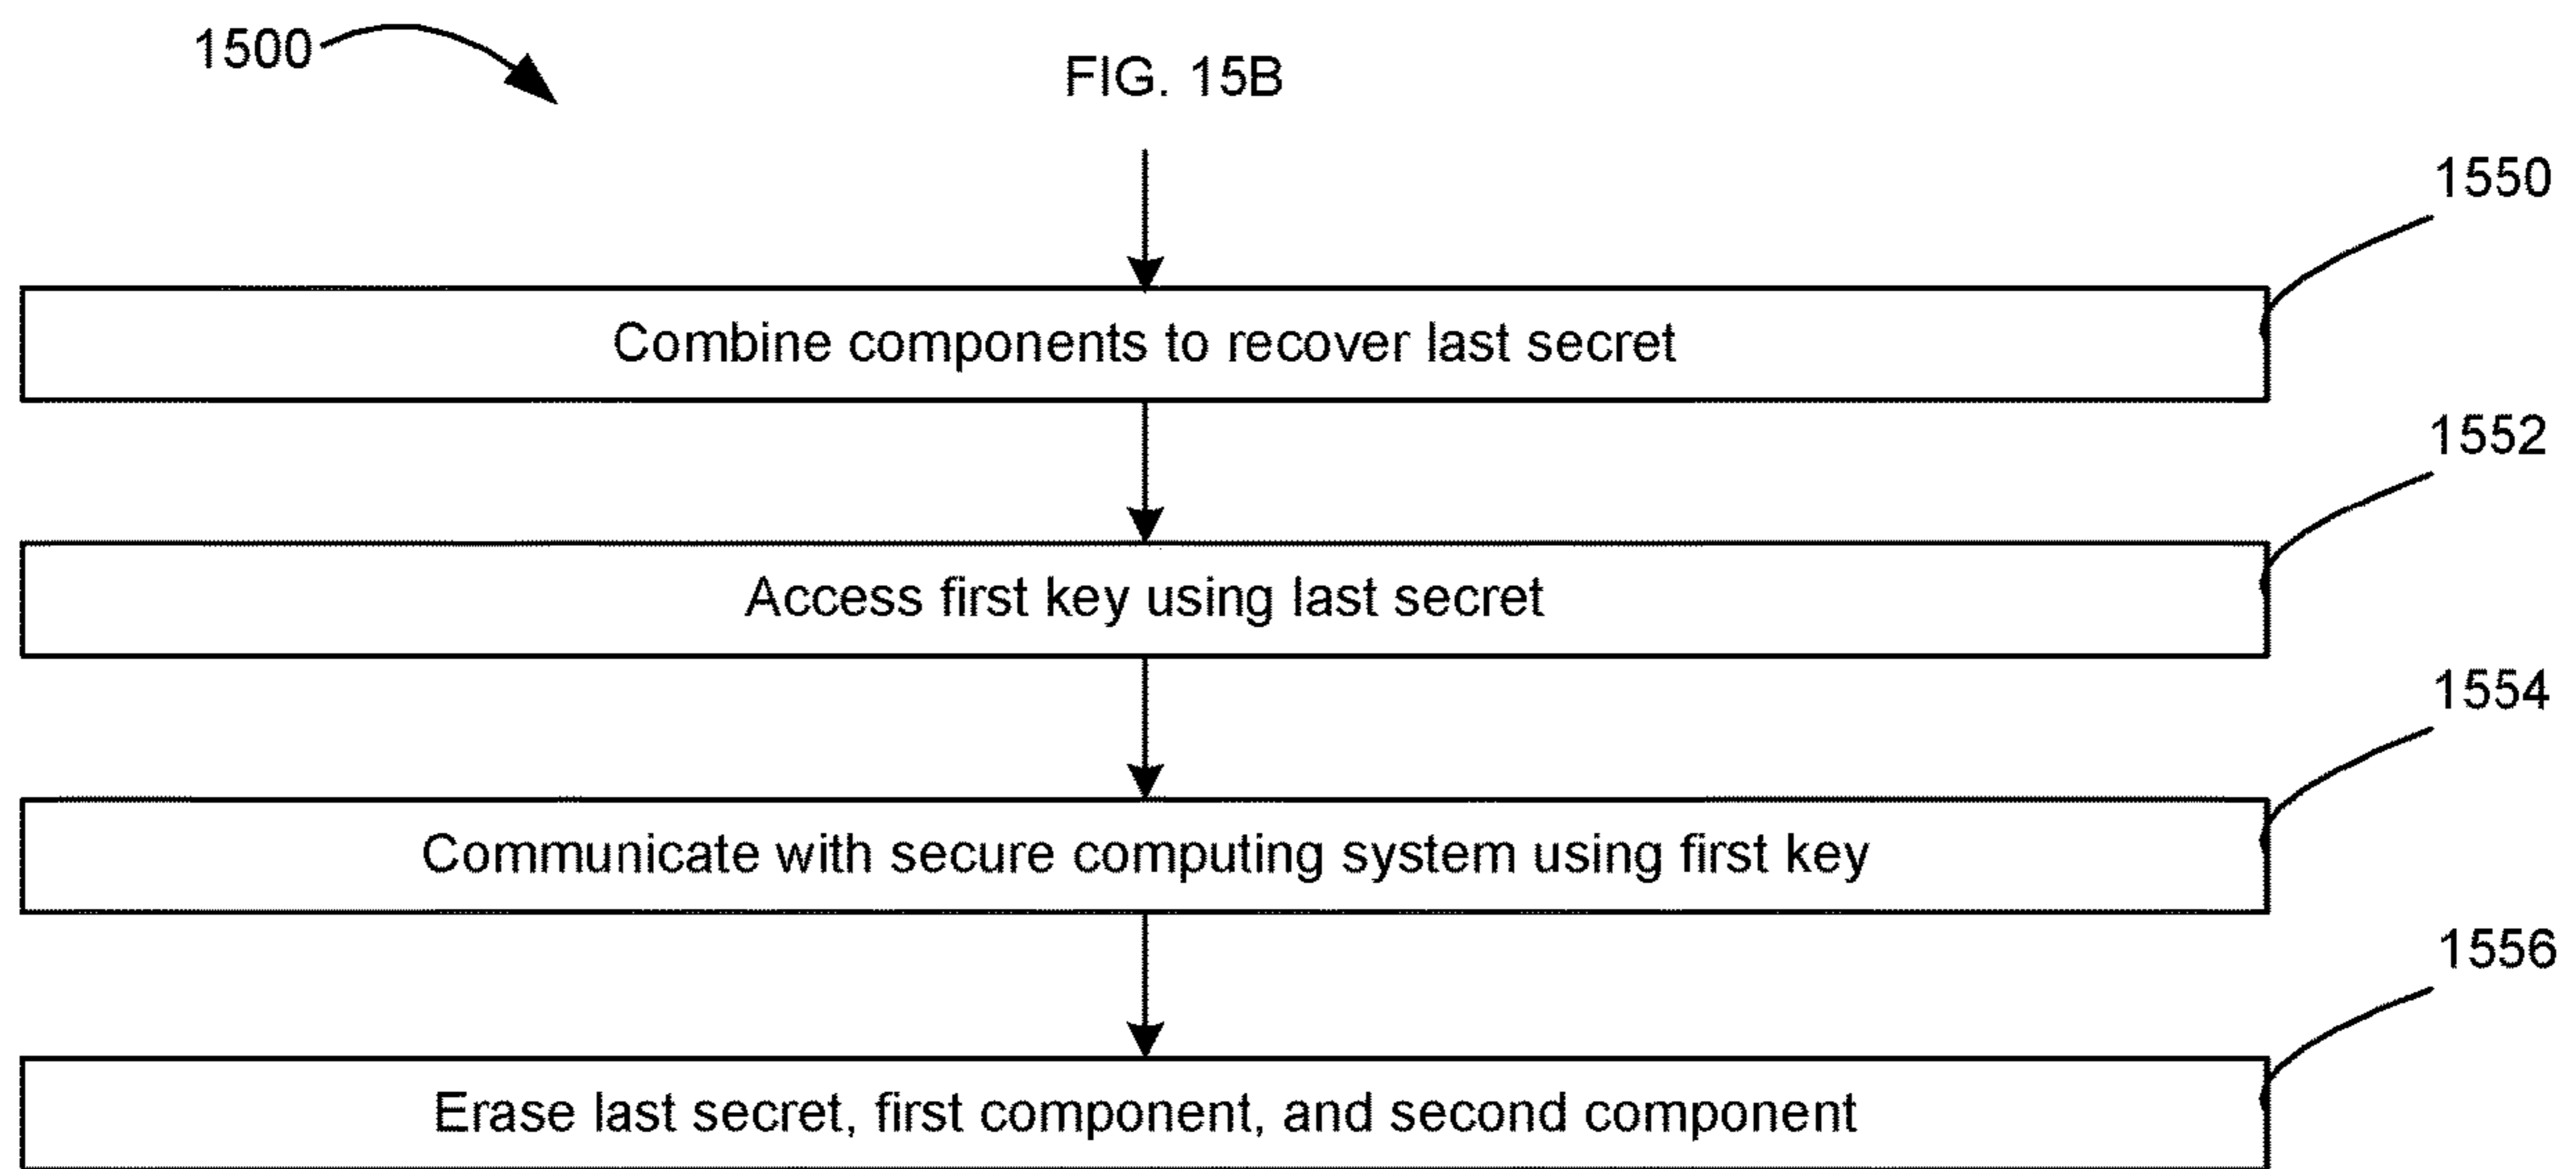 1500
FIG. 15B
1550
Combine components to recover last secret
1552
Access first key using last secret
1554
Communicate with secure computing system using first key
1556
Erase last secret, first component, and second component